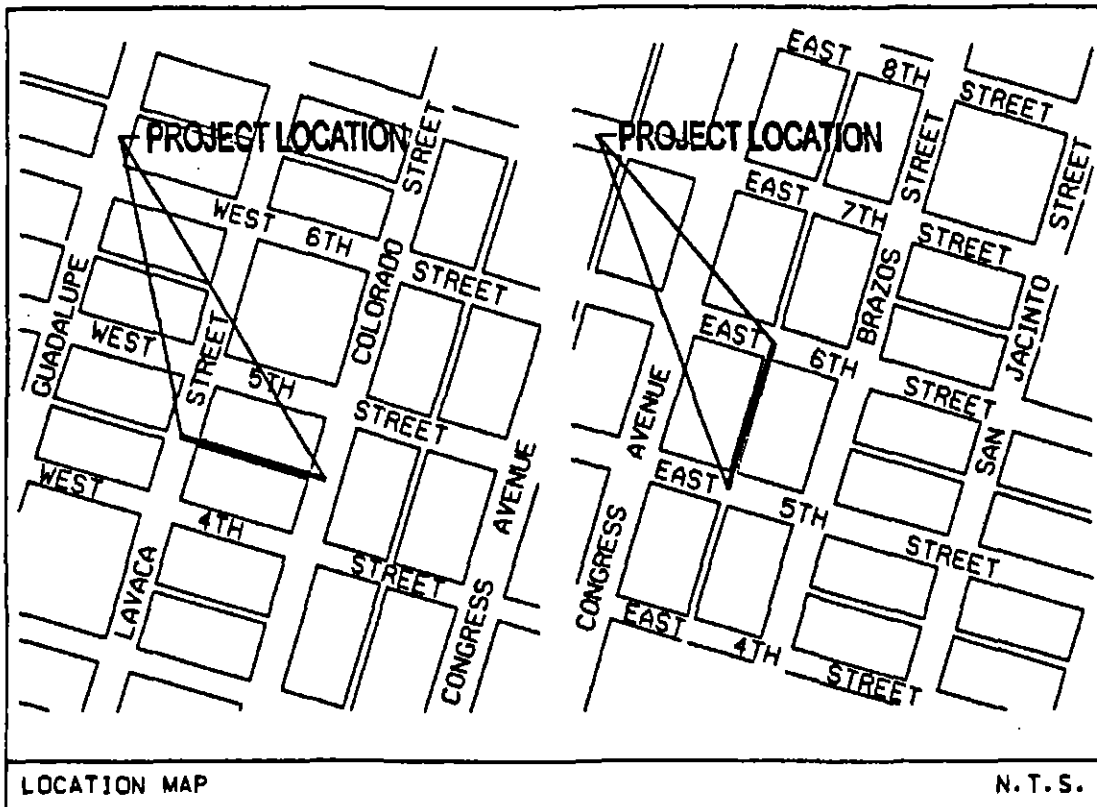 PROJECT LOCATION
WEST 6TH STREET
WEST 5TH STREET
WEST 4TH STREET
GUADALUPE
LAVACA STREET
COLORADO STREET
CONGRESS AVENUE
PROJECT LOCATION
EAST 8TH STREET
EAST 7TH STREET
EAST 6TH STREET
EAST 5TH STREET
EAST 4TH STREET
CONGRESS AVENUE
BRAZOS STREET
SAN JACINTO STREET
LOCATION MAP
N.T.S.